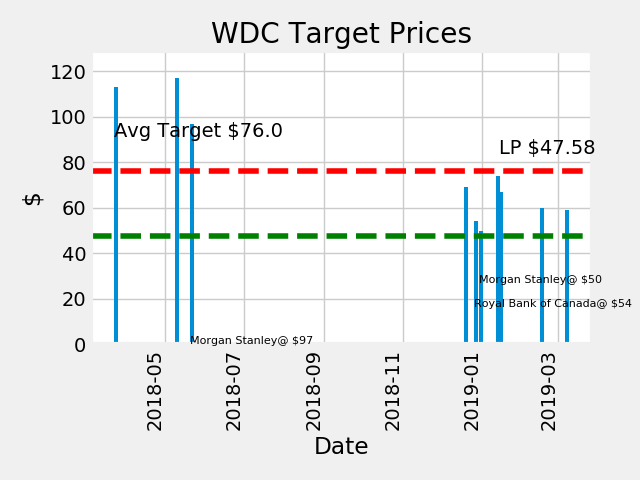 WDC Target Prices
120
100
80
60
40
20
0
$
Avg Target $76.0
LP $47.58
Morgan Stanley@ $50
Royal Bank of Canada@ $54
Morgan Stanley@ $97
2018-05
2018-07
2018-09
2018-11
2019-01
2019-03
Date